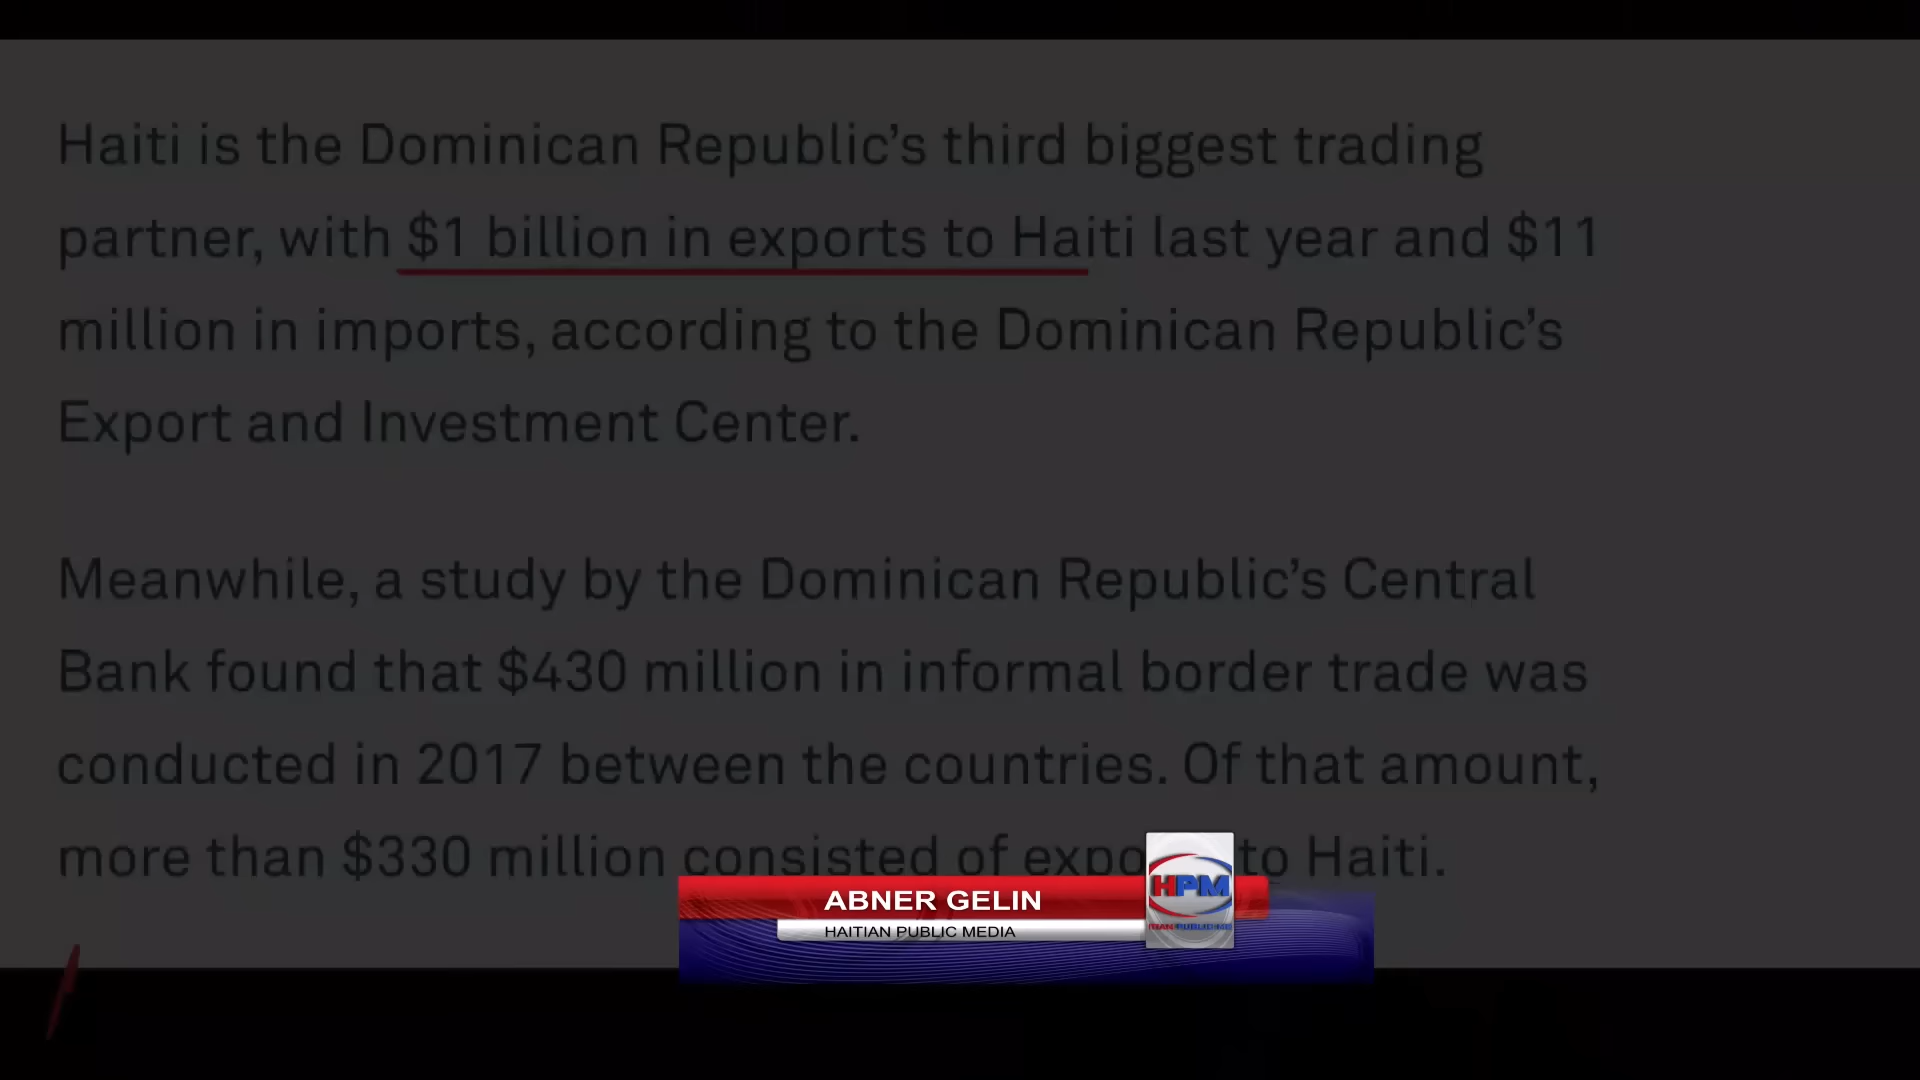 Haiti is the Dominican Republic’s third biggest trading
partner, with $1 billion in exports to Haiti last year and $11
million in imports, according to the Dominican Republic’s
Export and Investment Center.
Meanwhile, a study by the Dominican Republic’s Central
Bank found that $430 million in informal border trade was
conducted in 2017 between the countries. Of that amount,
more than $330 million consisted of to Haiti.
ABNER GELIN
HAITIAN PUBLIC MEDIA
HPM